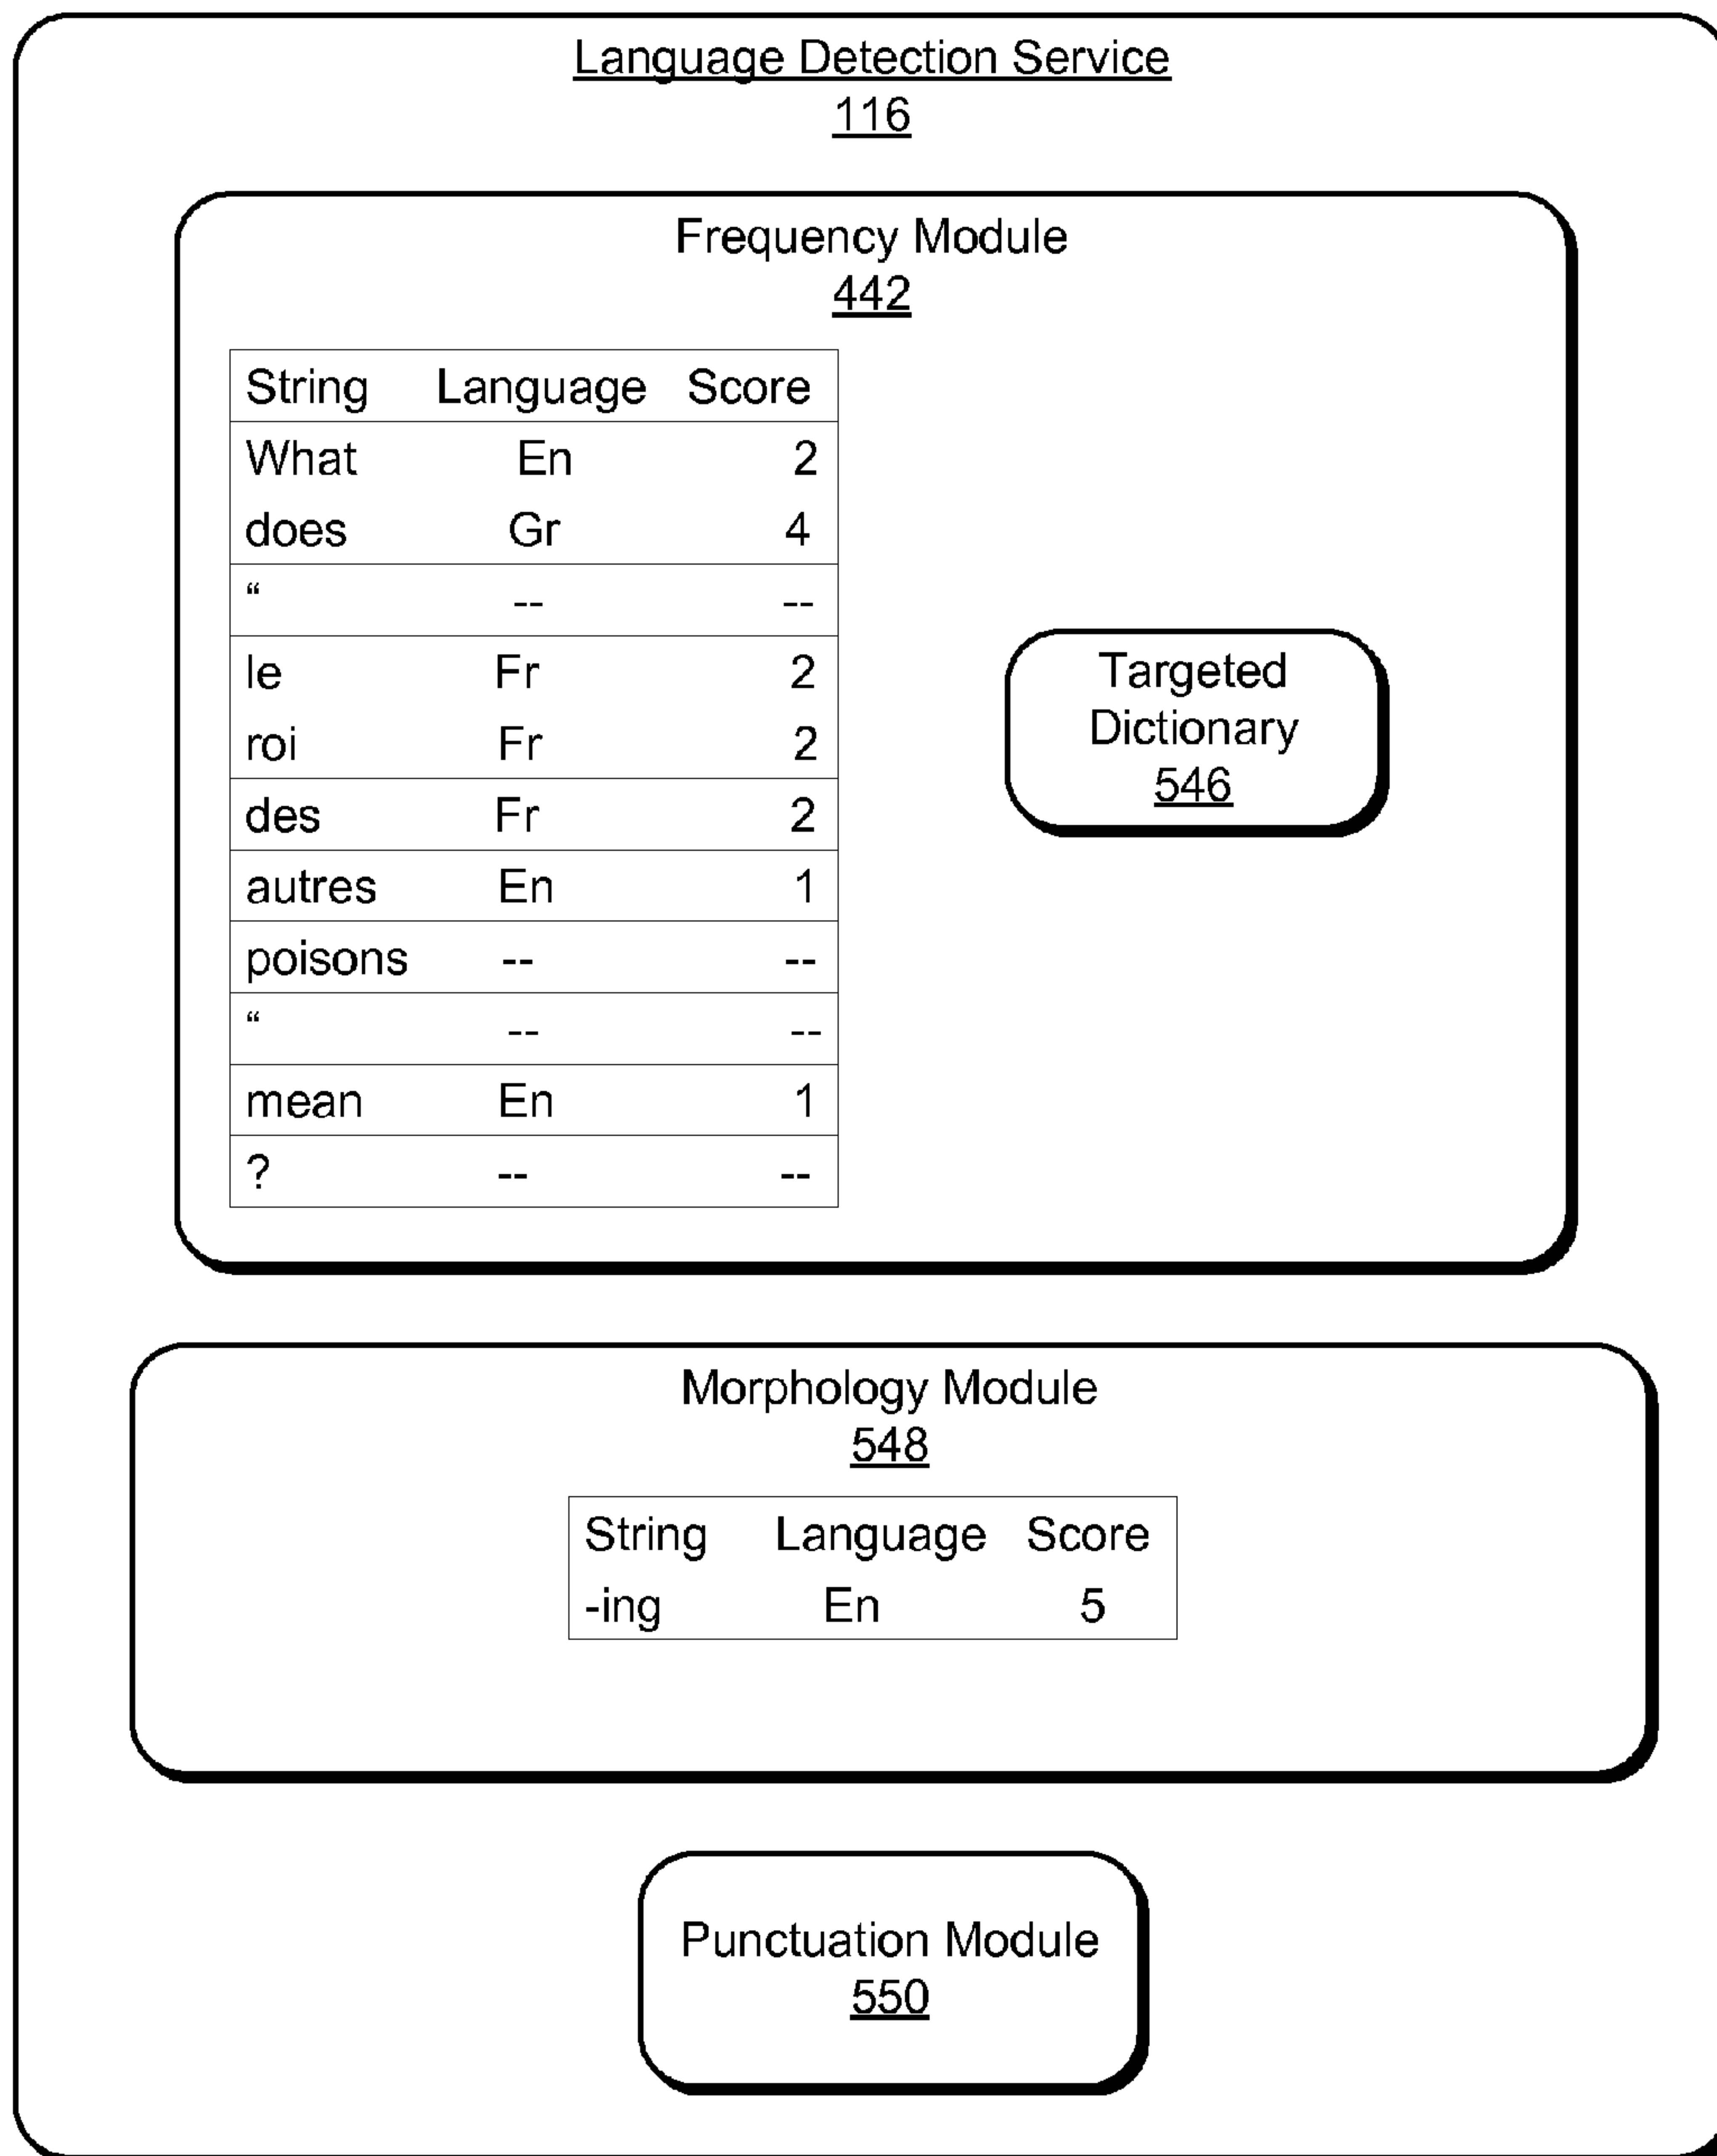 Language Detection Service
116
Frequency Module
442
String Language Score
What En 2
does Gr 4
“ -- --
le Fr 2
roi Fr 2
des Fr 2
autres En 1
poisons -- --
“ -- --
mean En 1
? -- --
Targeted
Dictionary
546
Morphology Module
548
String Language Score
-ing En 5
Punctuation Module
550